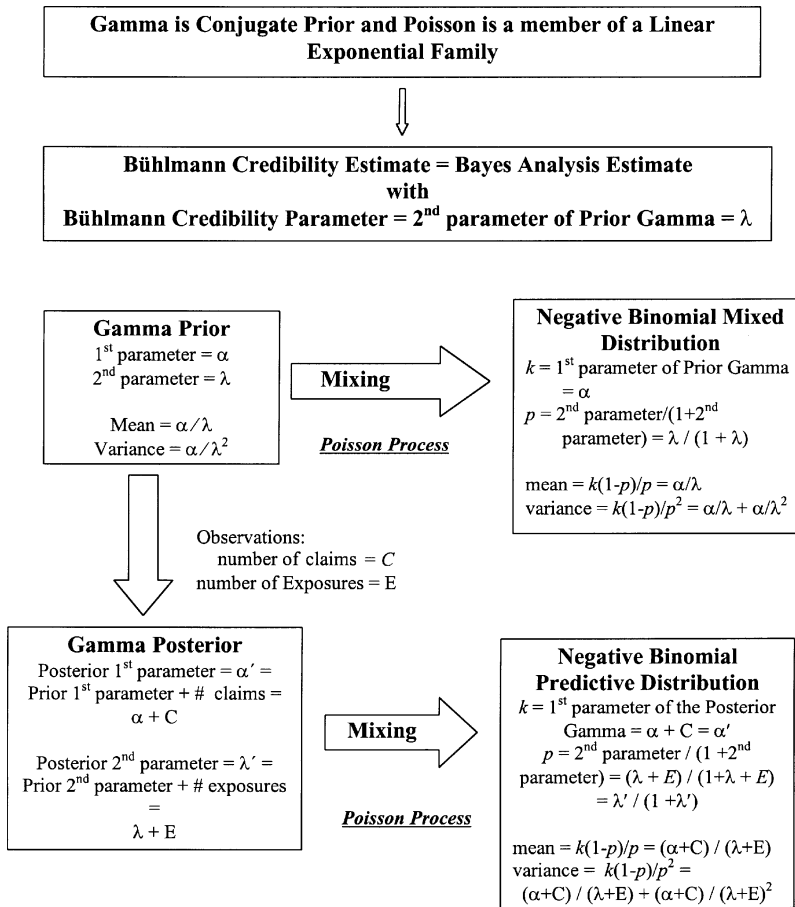 Gamma is Conjugate Prior and Poisson is a member of a Linear
Exponential Family
Bühlmann Credibility Estimate = Bayes Analysis Estimate
with
Bühlmann Credibility Parameter = 2nd parameter of Prior Gamma = λ
Gamma Prior
1st parameter = α
2nd parameter = λ
Mean = α/λ
Variance = α/λ²
Mixing
Poisson Process
Negative Binomial Mixed
Distribution
k = 1st parameter of Prior Gamma
= α
p = 2nd parameter/(1+2nd
parameter) = λ / (1 + λ)
mean = k(1-p)/p = α/λ
variance = k(1-p)/p² = α/λ + α/λ²
Observations:
number of claims = C
number of Exposures = E
Gamma Posterior
Posterior 1st parameter = α′ =
Prior 1st parameter + # claims =
α + C
Posterior 2nd parameter = λ′ =
Prior 2nd parameter + # exposures
=
λ + E
Mixing
Poisson Process
Negative Binomial
Predictive Distribution
k = 1st parameter of the Posterior
Gamma = α + C = α′
p = 2nd parameter / (1 +2nd
parameter) = (λ + E) / (1+λ + E)
= λ′ / (1 +λ′)
mean = k(1-p)/p = (α+C) / (λ+E)
variance = k(1-p)/p² =
(α+C) / (λ+E) + (α+C) / (λ+E)²